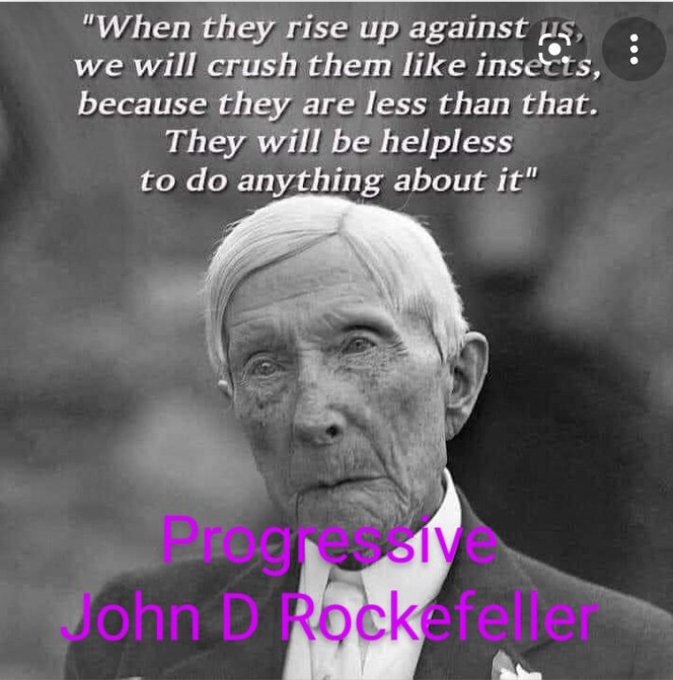 "When they rise up against us,
we will crush them like insects,
because they are less than that.
They will be helpless
to do anything about it"
Progressive
John D Rockefeller